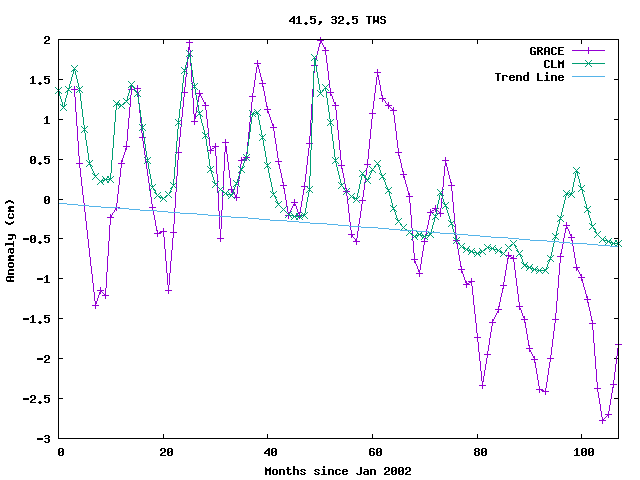 41.5, 32.5 TWS
GRACE
CLM
Trend Line
2
1.5
1
0.5
0
-0.5
-1
-1.5
-2
-2.5
-3
Anomaly (cm)
0 20 40 60 80 100
Months since Jan 2002